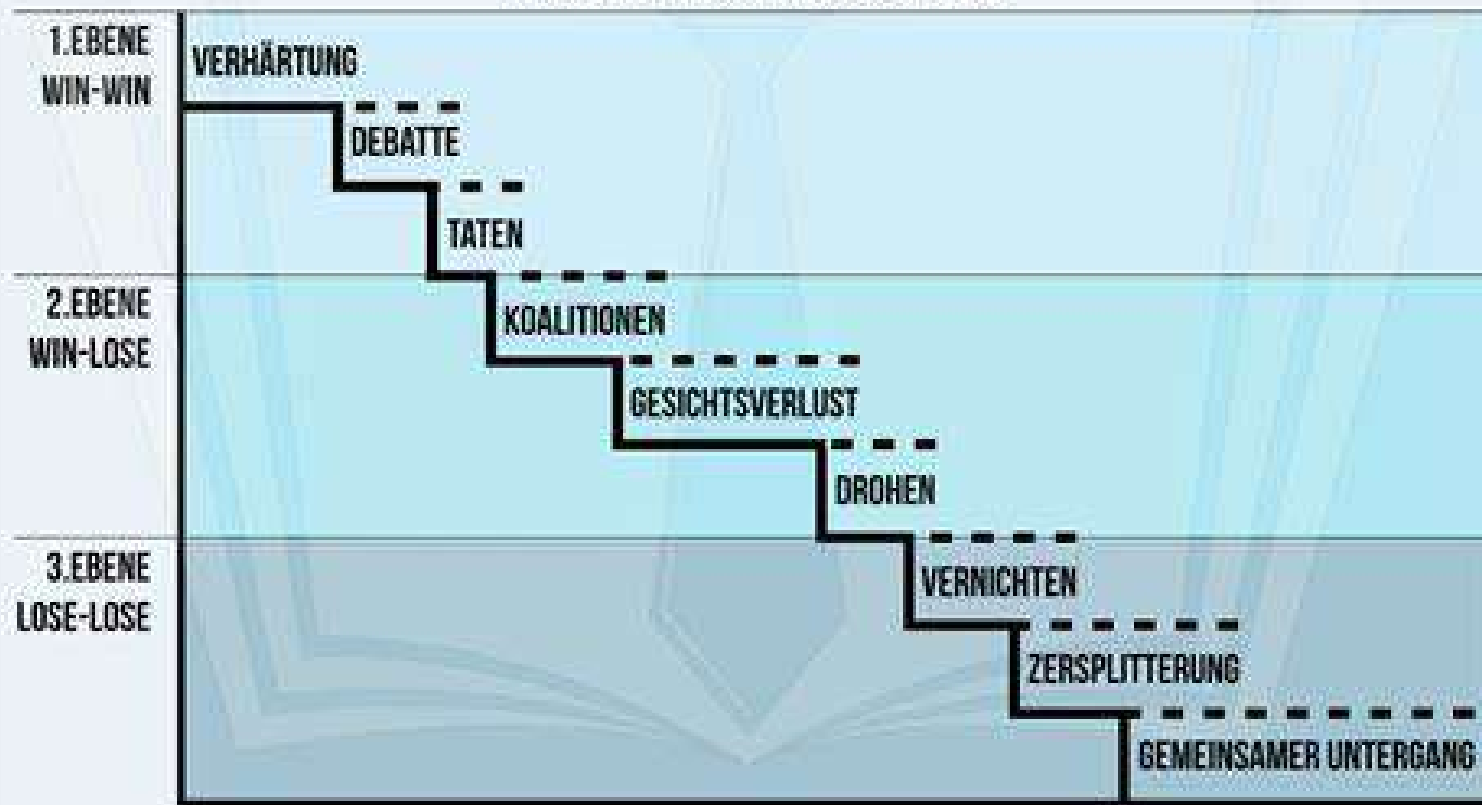 1.EBENE
WIN-WIN
VERHÄRTUNG
DEBATTE
TATEN
2.EBENE
WIN-LOSE
KOALITIONEN
GESICHTSVERLUST
DROHEN
3.EBENE
LOSE-LOSE
VERNICHTEN
ZERSPLITTERUNG
GEMEINSAMER UNTERGANG